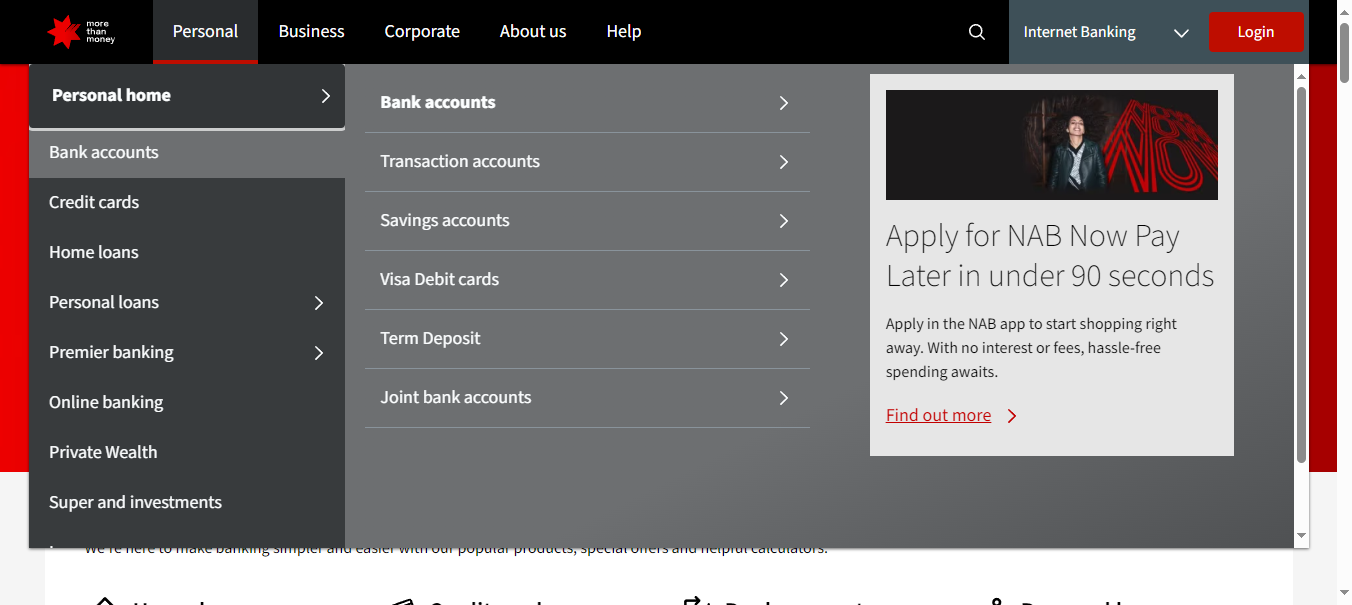 more
than
money
Personal
Business
Corporate
About us
Help
Internet Banking
Login
Personal home
Bank accounts
Credit cards
Home loans
Personal loans
Premier banking
Online banking
Private Wealth
Super and investments
Bank accounts
Transaction accounts
Savings accounts
Visa Debit cards
Term Deposit
Joint bank accounts
NAB
NOW
Apply for NAB Now Pay
Later in under 90 seconds
Apply in the NAB app to start shopping right
away. With no interest or fees, hassle-free
spending awaits.
Find out more
We're here to make banking simpler and easier with our popular products, special offers and helpful calculators.